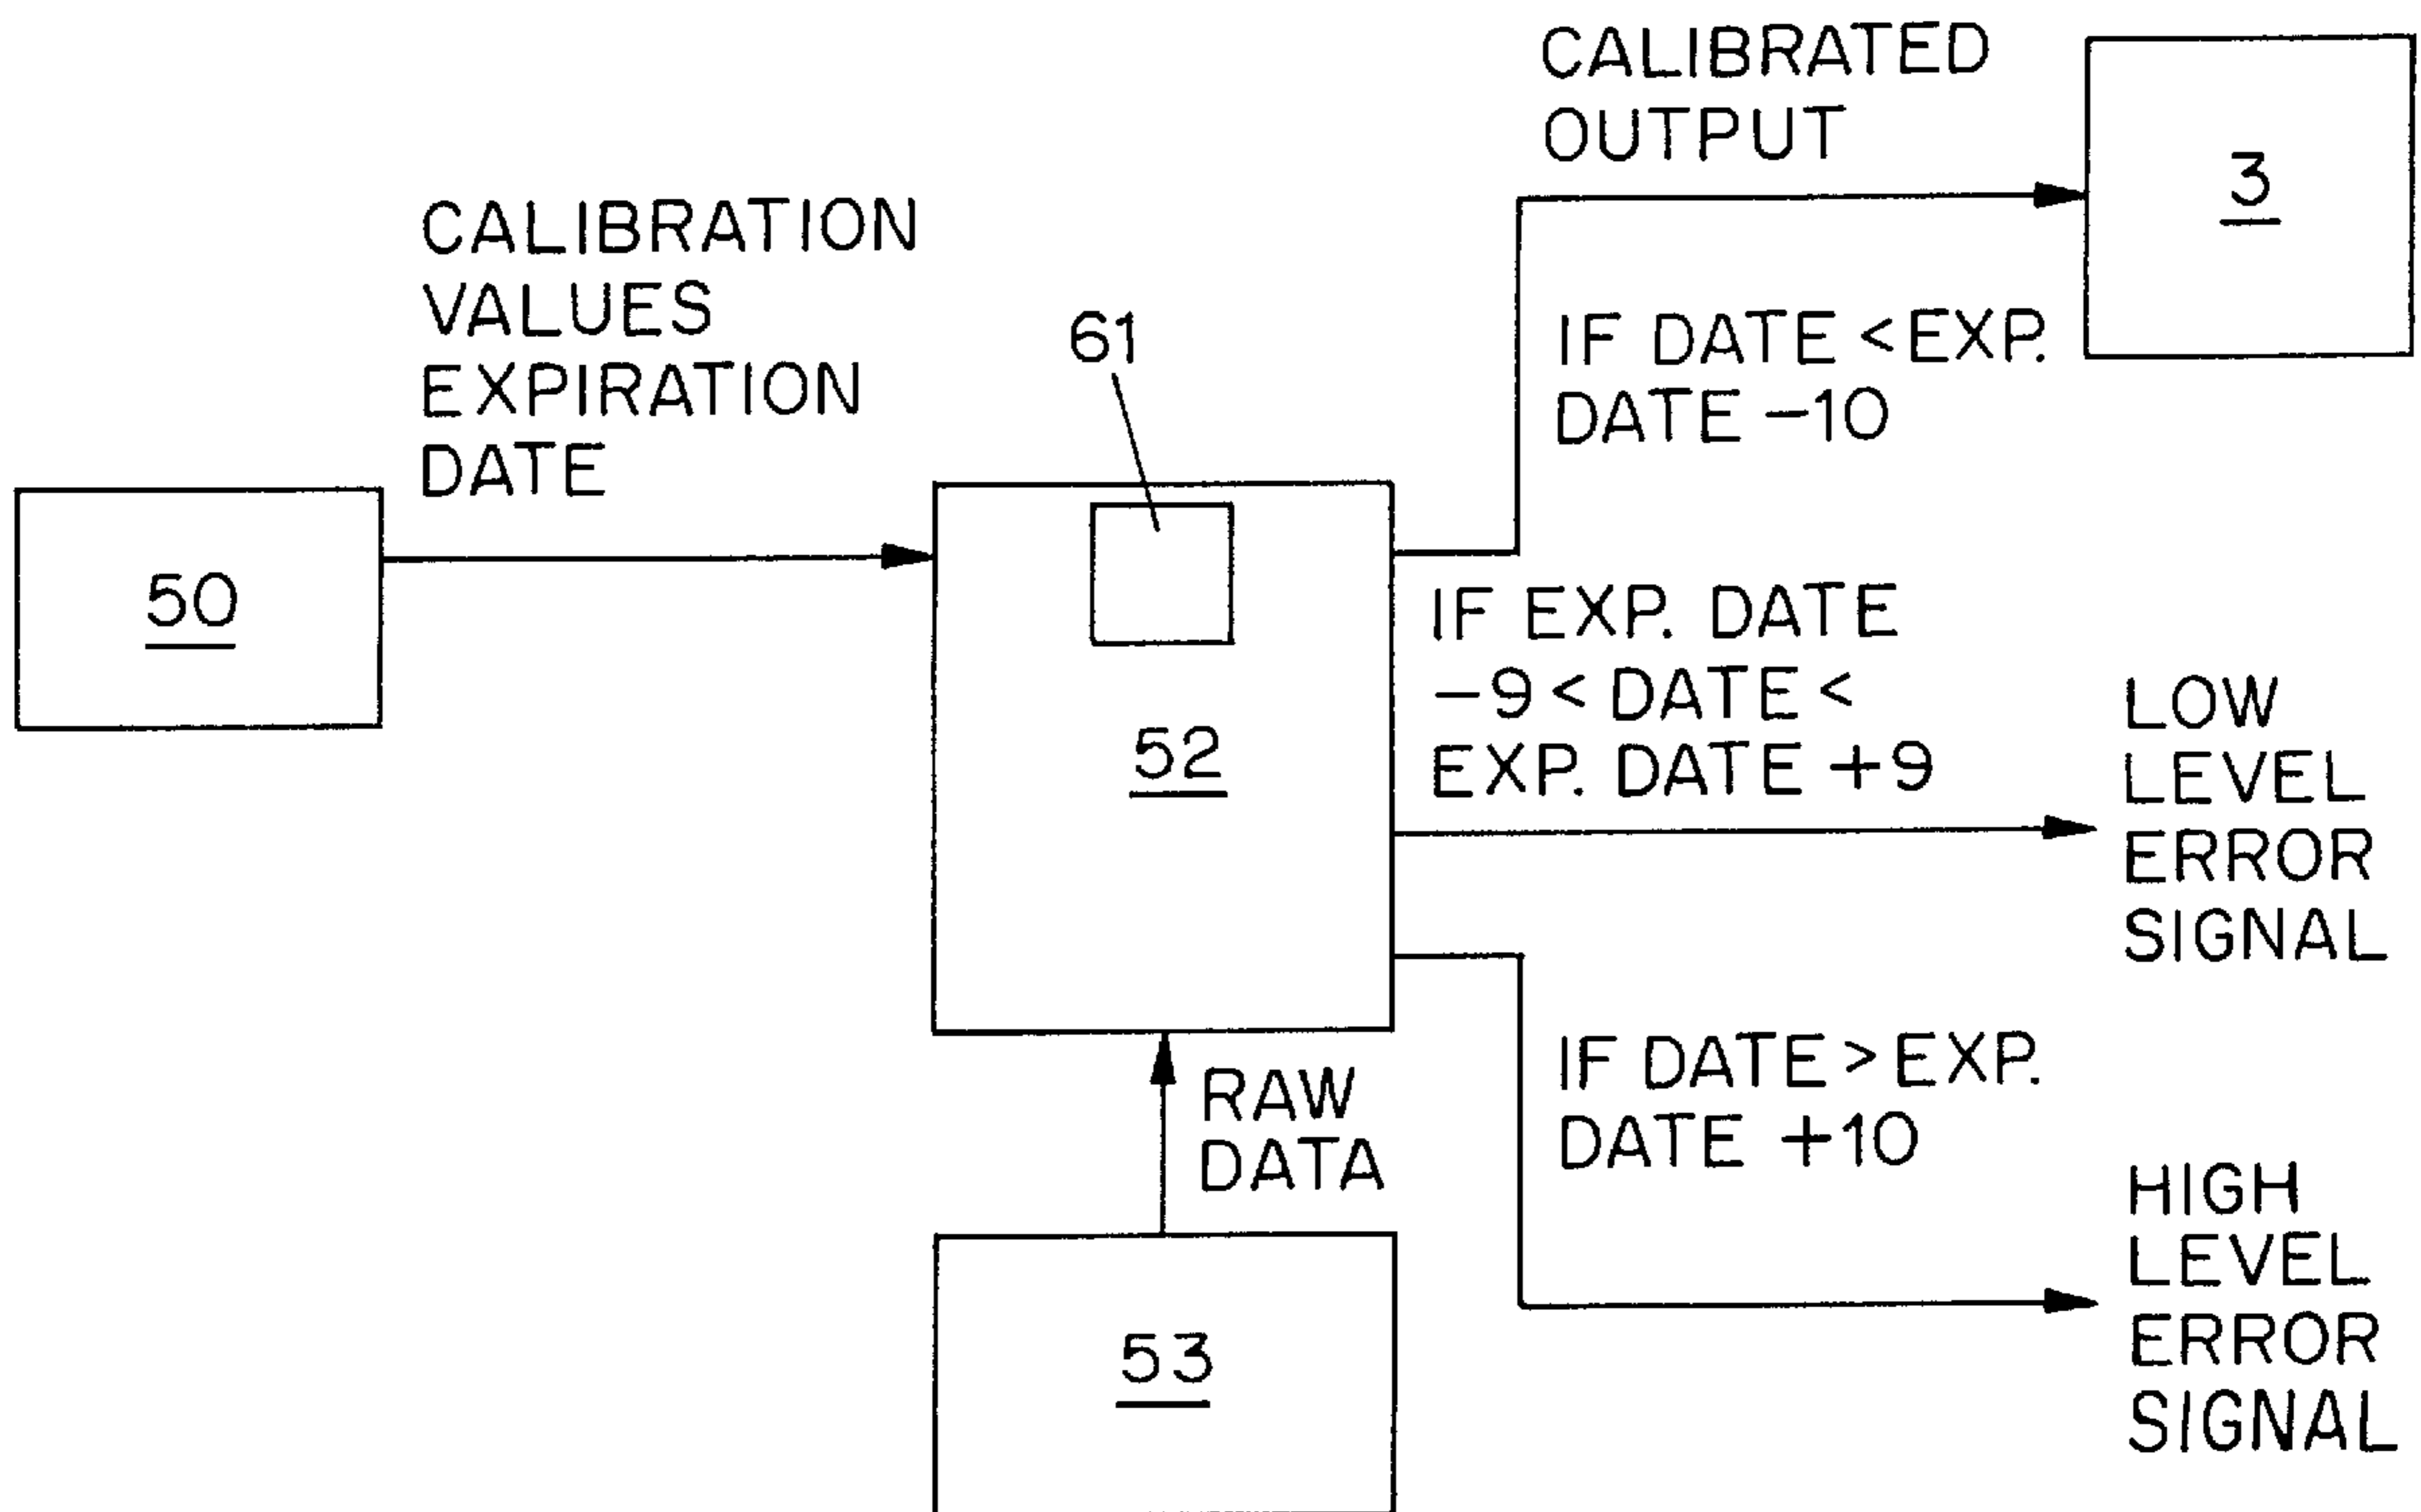 CALIBRATED
OUTPUT
3
CALIBRATION
VALUES
EXPIRATION
DATE
61
IF DATE <EXP.
DATE -10
50
52
IF EXP. DATE
-9< DATE <
EXP. DATE +9
LOW
LEVEL
ERROR
SIGNAL
RAW
DATA
IF DATE > EXP.
DATE +10
53
HIGH
LEVEL
ERROR
SIGNAL